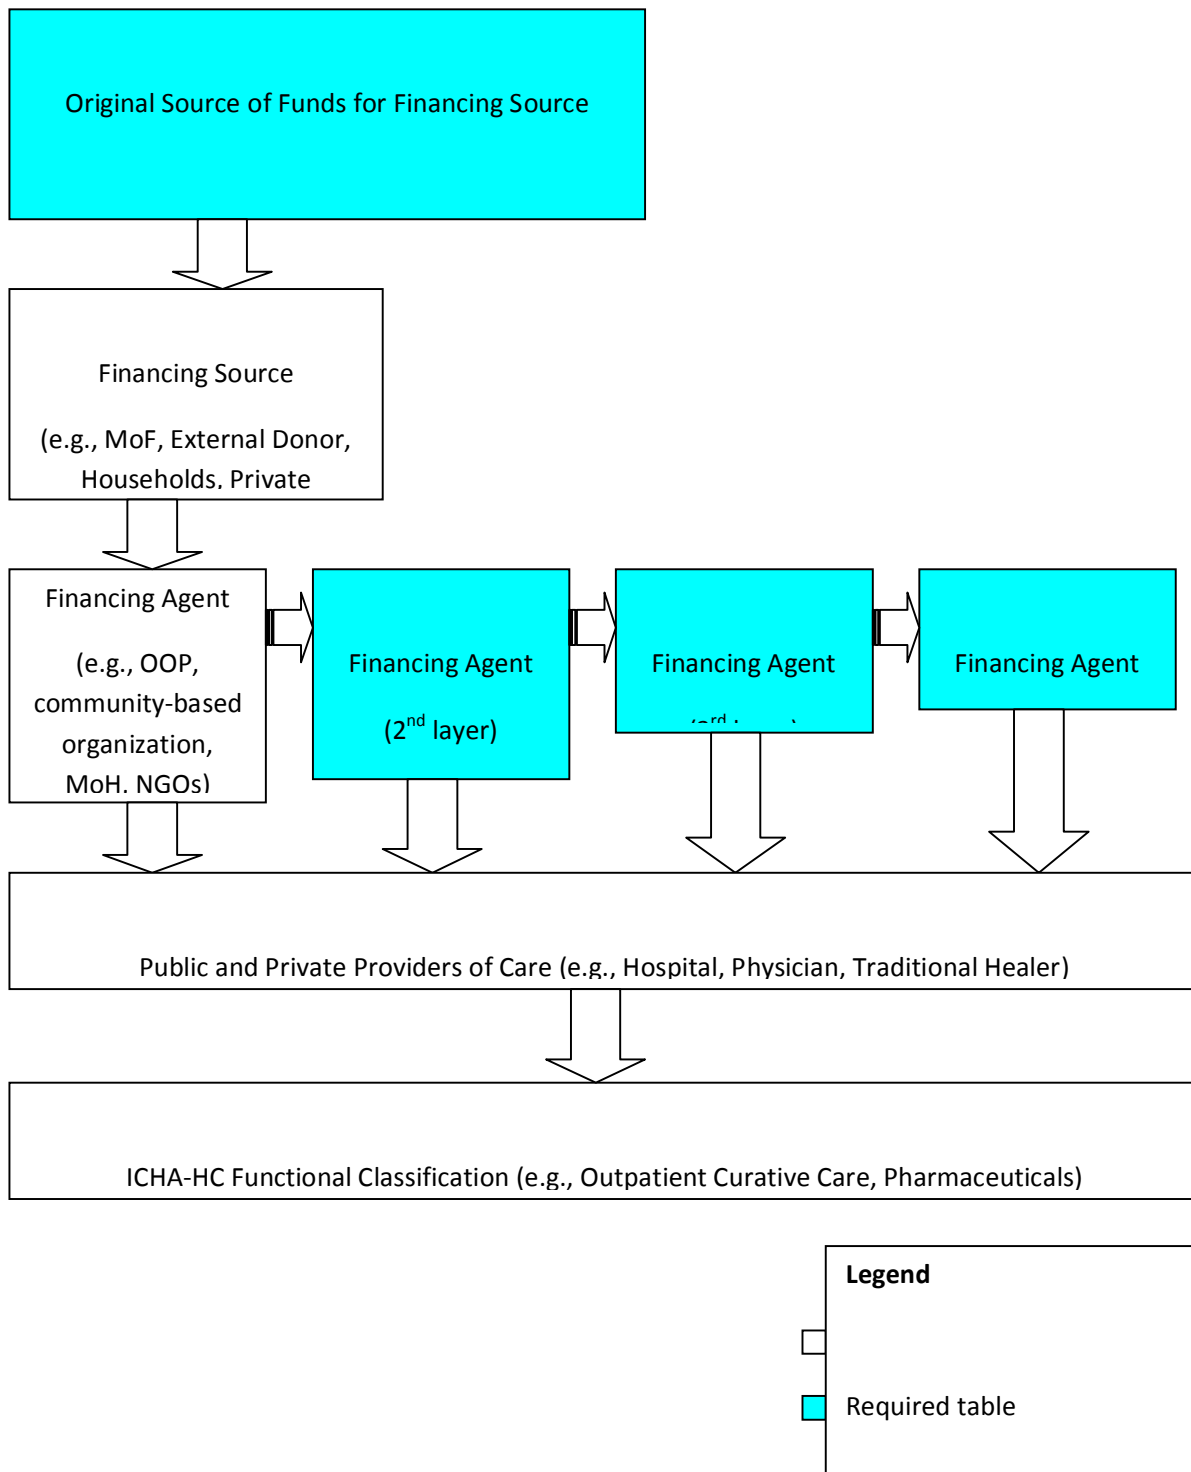 Original Source of Funds for Financing Source
Financing Source
(e.g., MoF, External Donor,
Households, Private
Financing Agent
(e.g., OOP,
community-based
organization,
MoH, NGOs)
Financing Agent
(2nd layer)
Financing Agent
Financing Agent
Public and Private Providers of Care (e.g., Hospital, Physician, Traditional Healer)
ICHA-HC Functional Classification (e.g., Outpatient Curative Care, Pharmaceuticals)
Legend
Required table